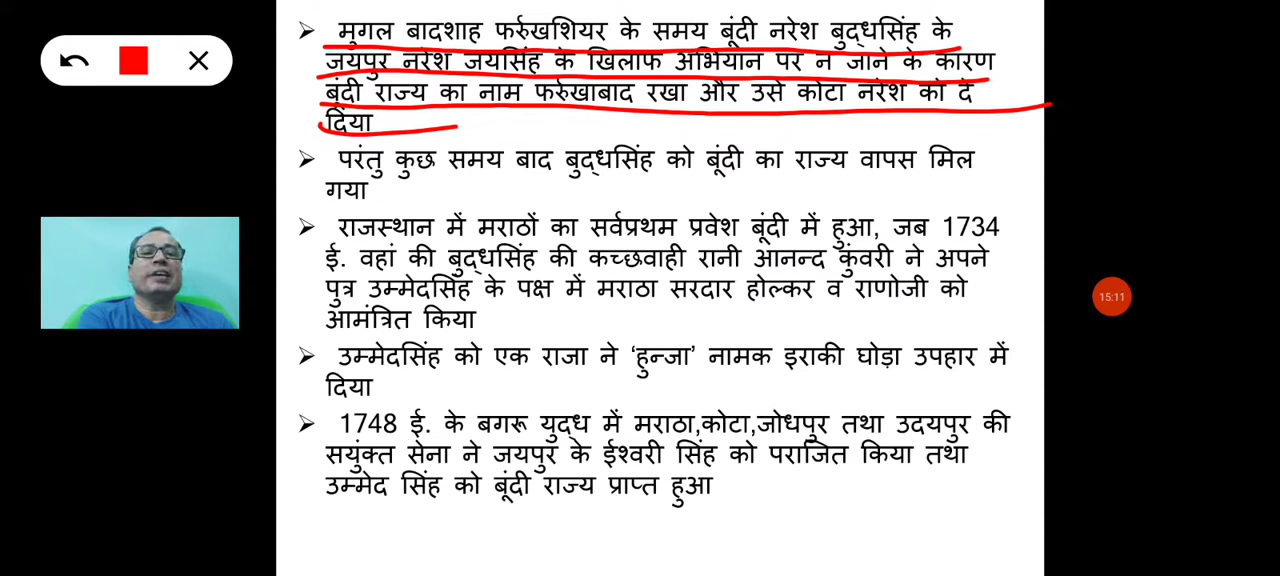 ➢ मुगल बादशाह फर्रुखशियर के समय बूंदी नरेश बुद्धसिंह के
जयपुर नरेश जयसिंह के खिलाफ अभियान पर न जाने के कारण
बूंदी राज्य का नाम फर्रुखाबाद रखा और उसे कोटा नरेश को दे
दिया
➢ परंतु कुछ समय बाद बुद्धसिंह को बूंदी का राज्य वापस मिल
गया
➢ राजस्थान में मराठों का सर्वप्रथम प्रवेश बूंदी में हुआ, जब 1734
ई. वहां की बुद्धसिंह की कच्छवाही रानी आनन्द कुंवरी ने अपने
पुत्र उम्मेदसिंह के पक्ष में मराठा सरदार होल्कर व राणोजी को
आमंत्रित किया
➢ उम्मेदसिंह को एक राजा ने ‘हुन्जा’ नामक इराकी घोड़ा उपहार में
दिया
➢ 1748 ई. के बगरू युद्ध में मराठा,कोटा,जोधपुर तथा उदयपुर की
सयुंक्त सेना ने जयपुर के ईश्वरी सिंह को पराजित किया तथा
उम्मेद सिंह को बूंदी राज्य प्राप्त हुआ
15:11